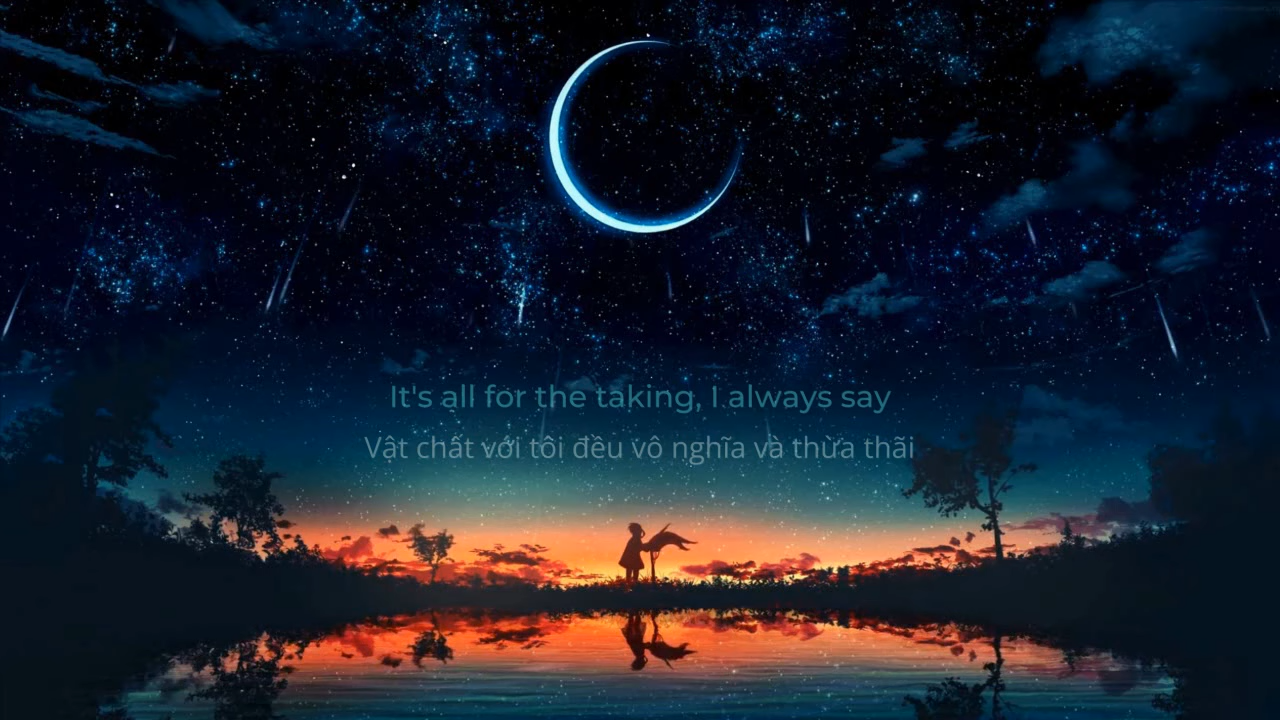 It's all for the taking, I always say
Vật chất với tôi đều vô nghĩa và thừa thãi